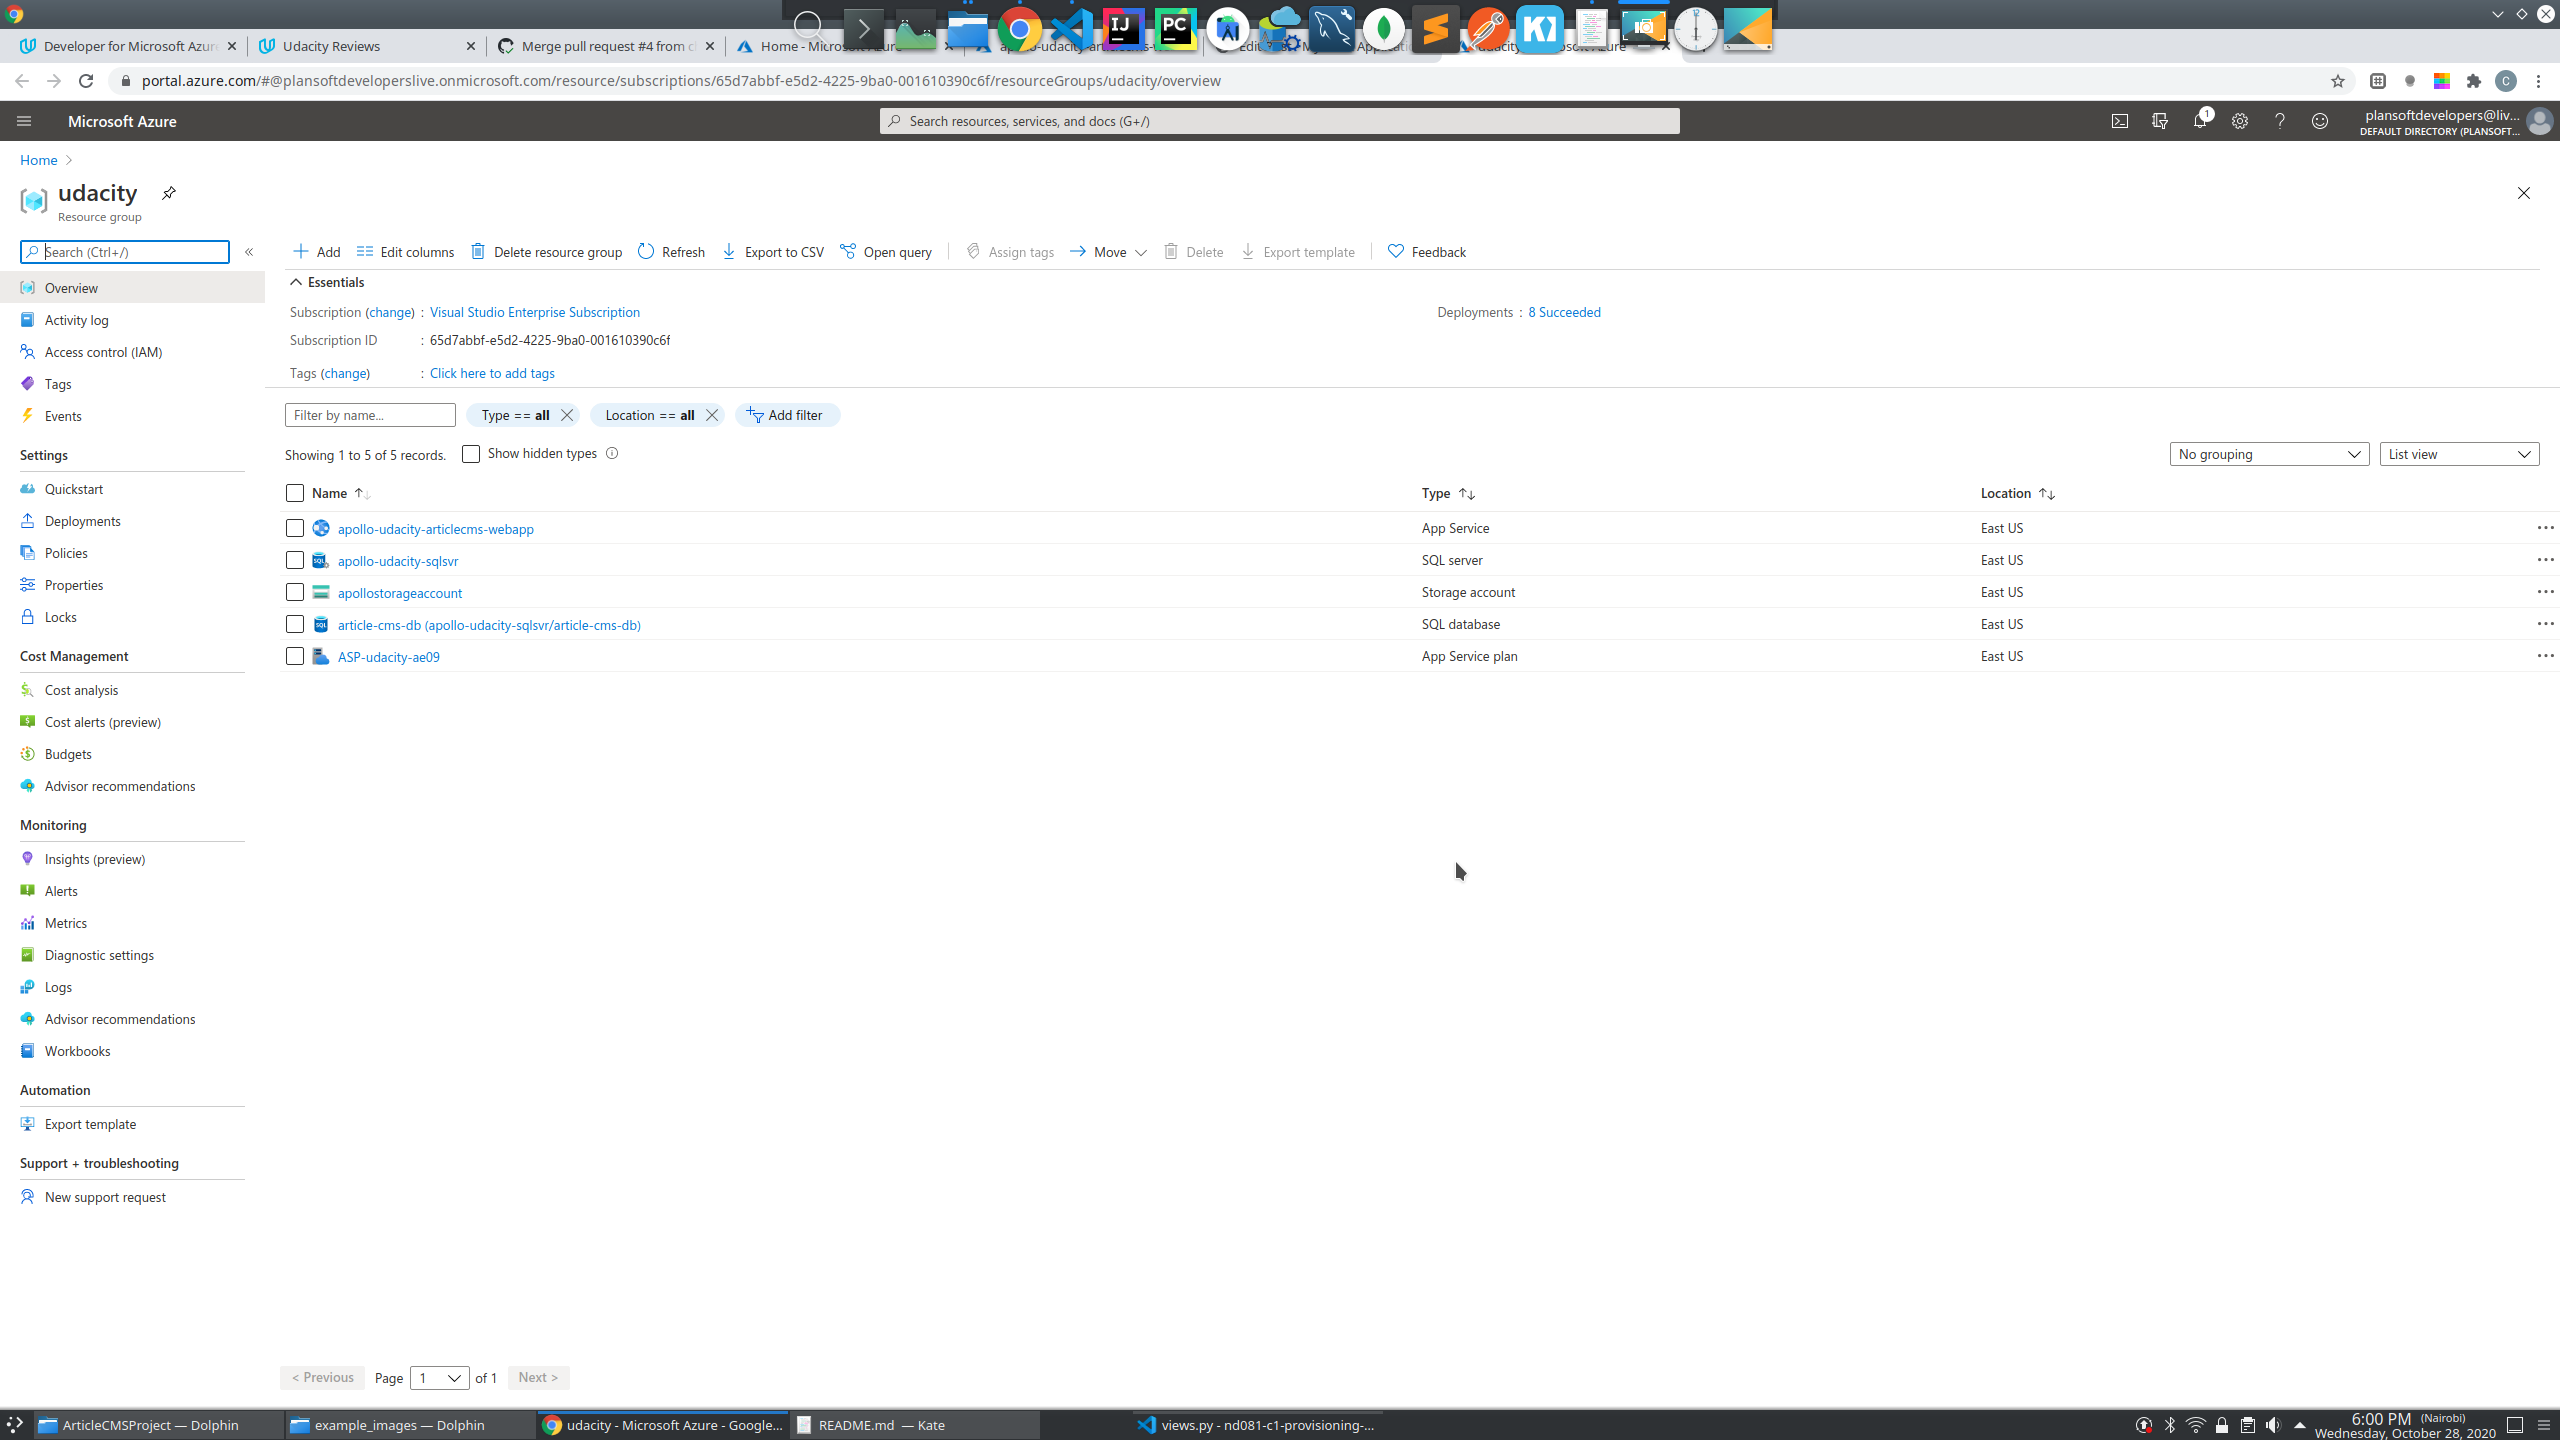 Developer for Microsoft Azur
Udacity Reviews
Merge pull request #4 from c
Home - Microsoft Azure
portal.azure.com/#@plansoftdeveloperslive.onmicrosoft.com/resource/subscriptions/65d7abbf-e5d2-4225-9ba0-001610390c6f/resourceGroups/udacity/overview
Microsoft Azure
Search resources, services, and docs (G+/)
1
plansoftdevelopers@liv...
DEFAULT DIRECTORY (PLANSOFT...
Home
udacity
Resource group
Search (Ctrl+/)
Add
Edit columns
Delete resource group
Refresh
Export to CSV
Open query
Assign tags
Move
Delete
Export template
Feedback
Essentials
Subscription (change) : Visual Studio Enterprise Subscription
Deployments : 8 Succeeded
Subscription ID : 65d7abbf-e5d2-4225-9ba0-001610390c6f
Tags (change) : Click here to add tags
Overview
Activity log
Access control (IAM)
Tags
Events
Settings
Quickstart
Deployments
Policies
Properties
Locks
Cost Management
Cost analysis
Cost alerts (preview)
Budgets
Advisor recommendations
Monitoring
Insights (preview)
Alerts
Metrics
Diagnostic settings
Logs
Advisor recommendations
Workbooks
Automation
Export template
Support + troubleshooting
New support request
Filter by name...
Type == all
Location == all
Add filter
Showing 1 to 5 of 5 records.
Show hidden types
No grouping
List view
Name Type Location
apollo-udacity-articlecms-webapp App Service East US
apollo-udacity-sqlsvr SQL server East US
apollostorageaccount Storage account East US
article-cms-db (apollo-udacity-sqlsvr/article-cms-db) SQL database East US
ASP-udacity-ae09 App Service plan East US
< Previous Page 1 of 1 Next >
ArticleCMSProject — Dolphin
example_images — Dolphin
udacity - Microsoft Azure - Google...
README.md — Kate
views.py - nd081-c1-provisioning-...
6:00 PM (Nairobi)
Wednesday, October 28, 2020